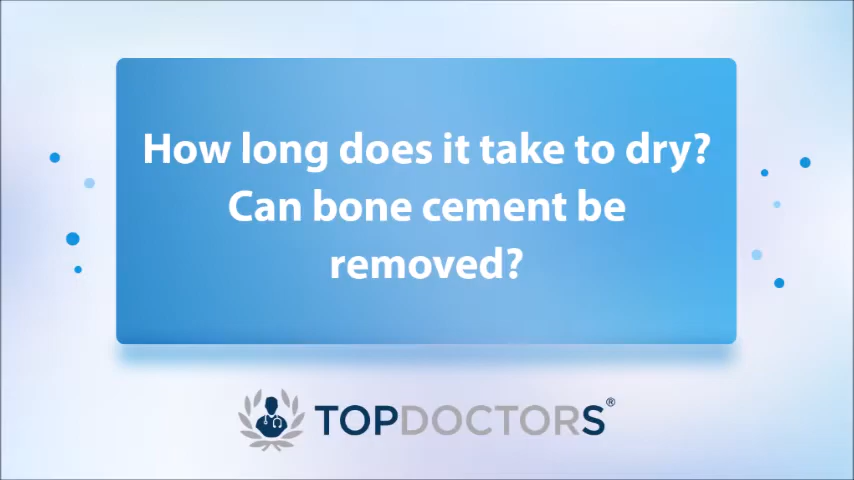 How long does it take to dry?
Can bone cement be
removed?
TOPDOCTORS®